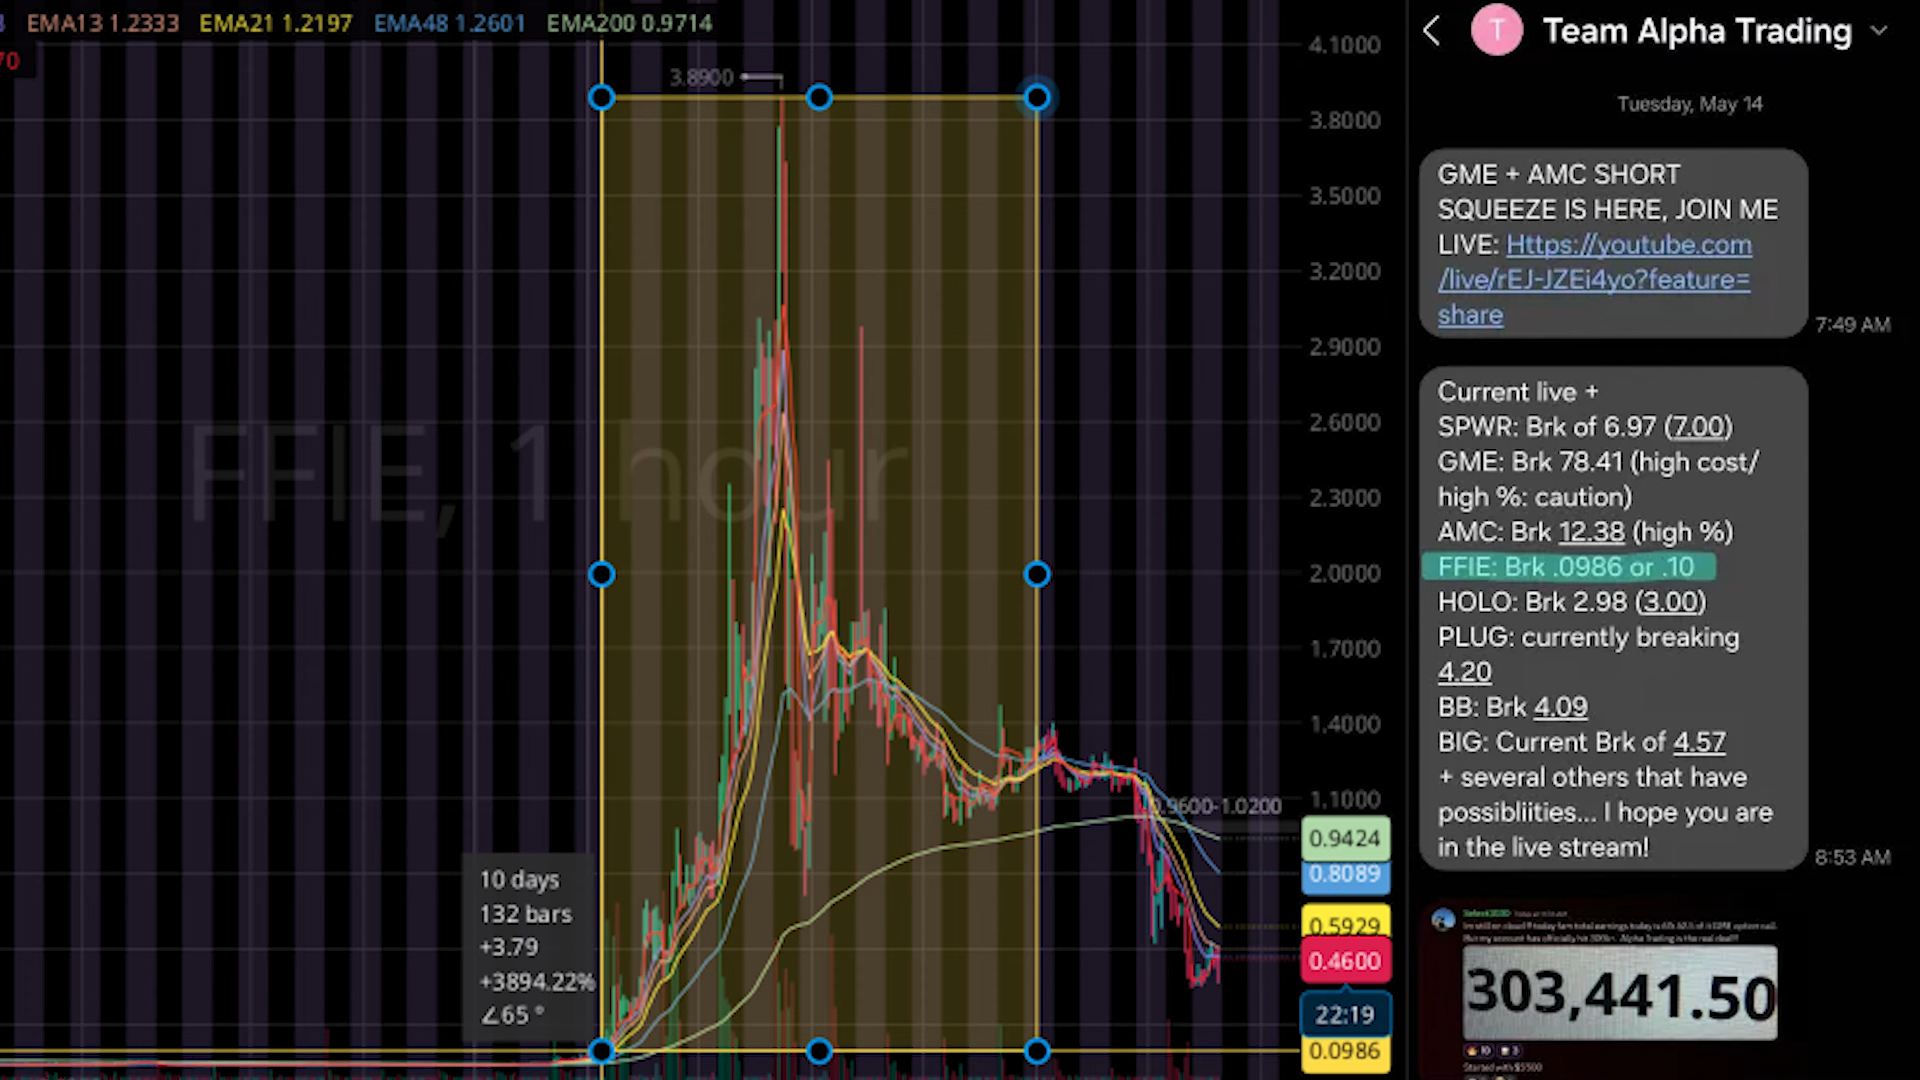 EMA13 1.2333 EMA21 1.2197 EMA48 1.2601 EMA200 0.9714
70
3.8900
FFIE, 1 hour
4.1000
3.8000
3.5000
3.2000
2.9000
2.6000
2.3000
2.0000
1.7000
1.4000
1.1000
0.9600-1.0200
0.9424
0.8089
0.5929
0.4600
22:19
0.0986
10 days
132 bars
+3.79
+3894.22%
∠65 °
T
Team Alpha Trading
Tuesday, May 14
GME + AMC SHORT
SQUEEZE IS HERE, JOIN ME
LIVE: Https://youtube.com
/live/rEJ-JZEi4yo?feature=
share
7:49 AM
Current live +
SPWR: Brk of 6.97 (7.00)
GME: Brk 78.41 (high cost/
high %: caution)
AMC: Brk 12.38 (high %)
FFIE: Brk .0986 or .10
HOLO: Brk 2.98 (3.00)
PLUG: currently breaking
4.20
BB: Brk 4.09
BIG: Current Brk of 4.57
+ several others that have
possibliities... I hope you are
in the live stream!
8:53 AM
303,441.50
Started with $5500